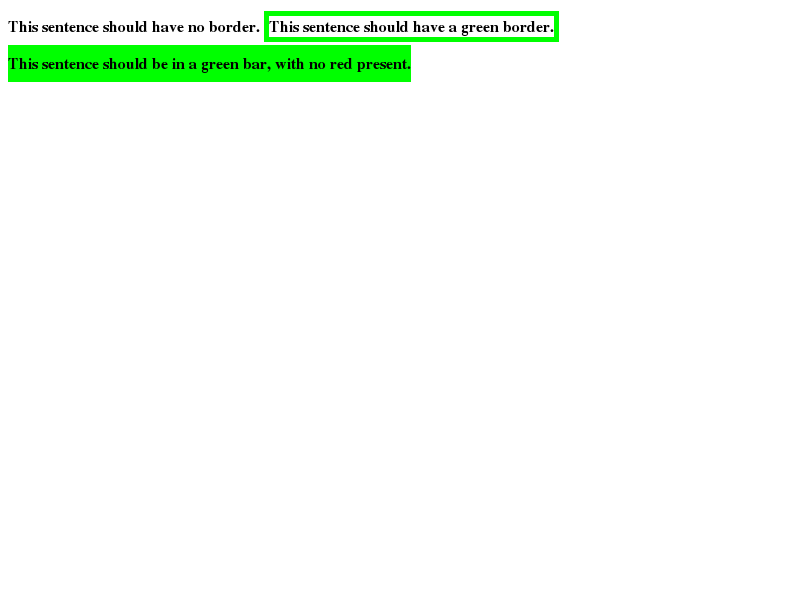 This sentence should have no border. This sentence should have a green border.
This sentence should be in a green bar, with no red present.